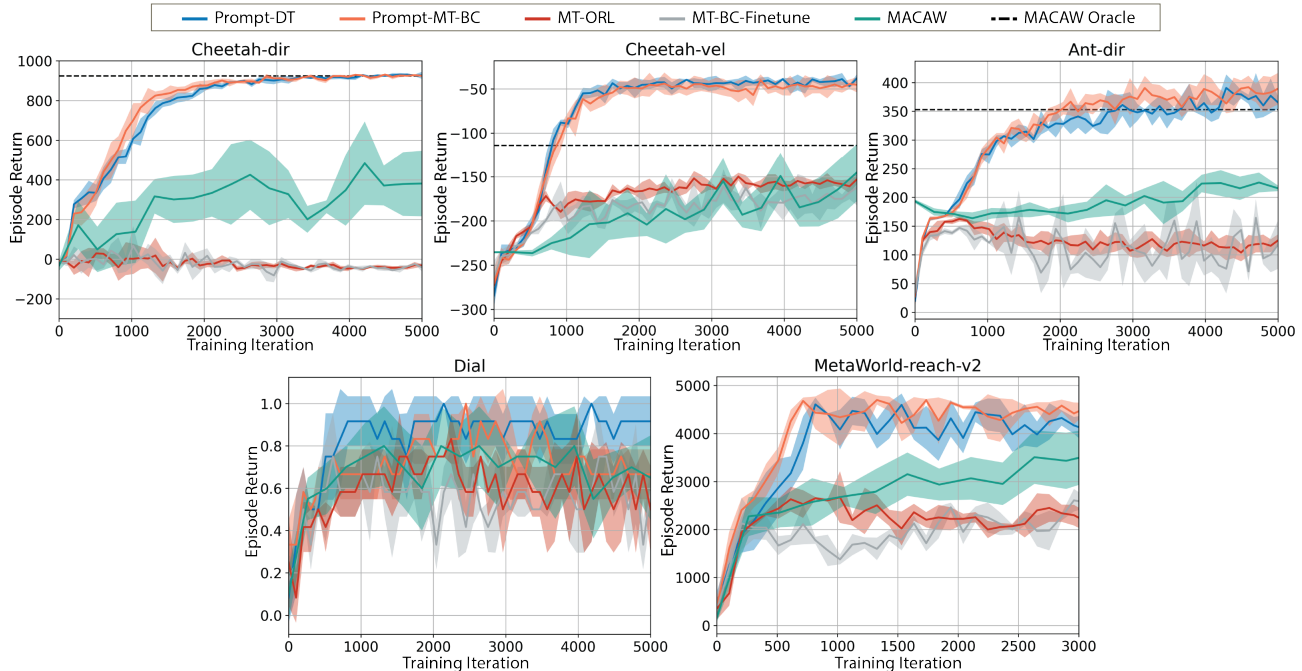 Prompt-DT Prompt-MT-BC MT-ORL MT-BC-Finetune MACAW MACAW Oracle
Cheetah-dir
Episode Return
1000
800
600
400
200
0
−200
0 1000 2000 3000 4000 5000
Training Iteration
Cheetah-vel
Episode Return
−50
−100
−150
−200
−250
−300
0 1000 2000 3000 4000 5000
Training Iteration
Ant-dir
Episode Return
400
350
300
250
200
150
100
50
0
0 1000 2000 3000 4000 5000
Training Iteration
Dial
Episode Return
1.0
0.8
0.6
0.4
0.2
0.0
0 1000 2000 3000 4000 5000
Training Iteration
MetaWorld-reach-v2
Episode Return
5000
4000
3000
2000
1000
0
0 500 1000 1500 2000 2500 3000
Training Iteration